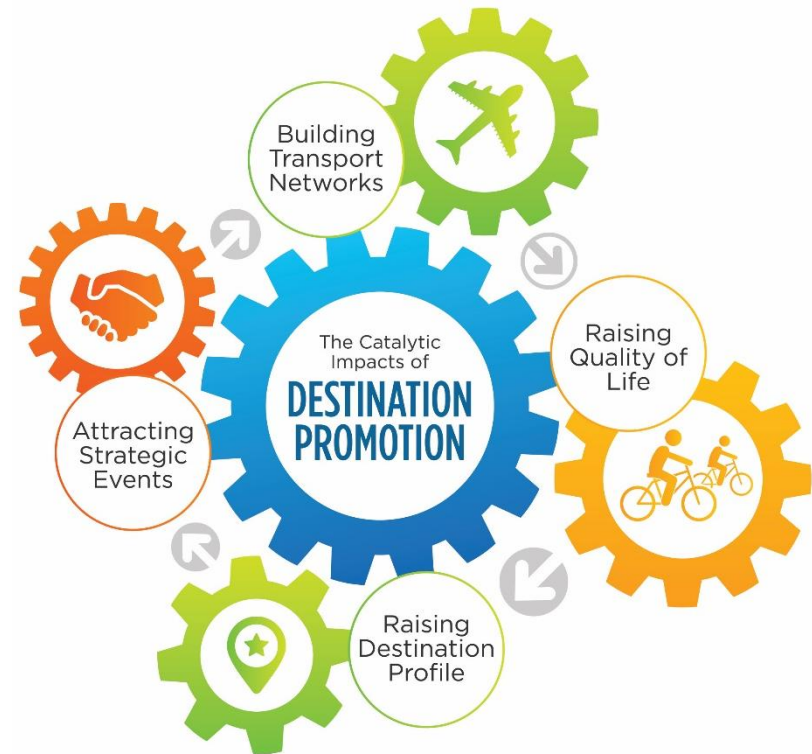 The Catalytic
Impacts of
DESTINATION
PROMOTION
Building
Transport
Networks
Raising
Quality of
Life
Raising
Destination
Profile
Attracting
Strategic
Events